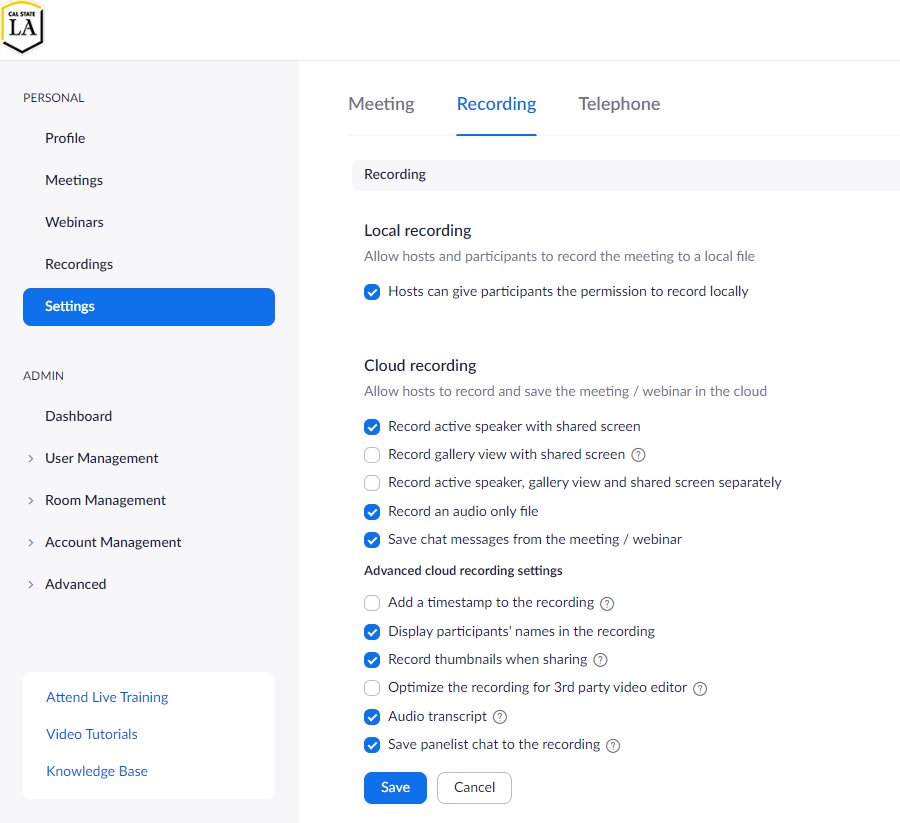 CAL STATE
LA
PERSONAL
Profile
Meetings
Webinars
Recordings
Settings
ADMIN
Dashboard
User Management
Room Management
Account Management
Advanced
Attend Live Training
Video Tutorials
Knowledge Base
Meeting Recording Telephone
Recording
Local recording
Allow hosts and participants to record the meeting to a local file
Hosts can give participants the permission to record locally
Cloud recording
Allow hosts to record and save the meeting / webinar in the cloud
Record active speaker with shared screen
Record gallery view with shared screen ?
Record active speaker, gallery view and shared screen separately
Record an audio only file
Save chat messages from the meeting / webinar
Advanced cloud recording settings
Add a timestamp to the recording ?
Display participants' names in the recording
Record thumbnails when sharing ?
Optimize the recording for 3rd party video editor ?
Audio transcript ?
Save panelist chat to the recording ?
Save Cancel